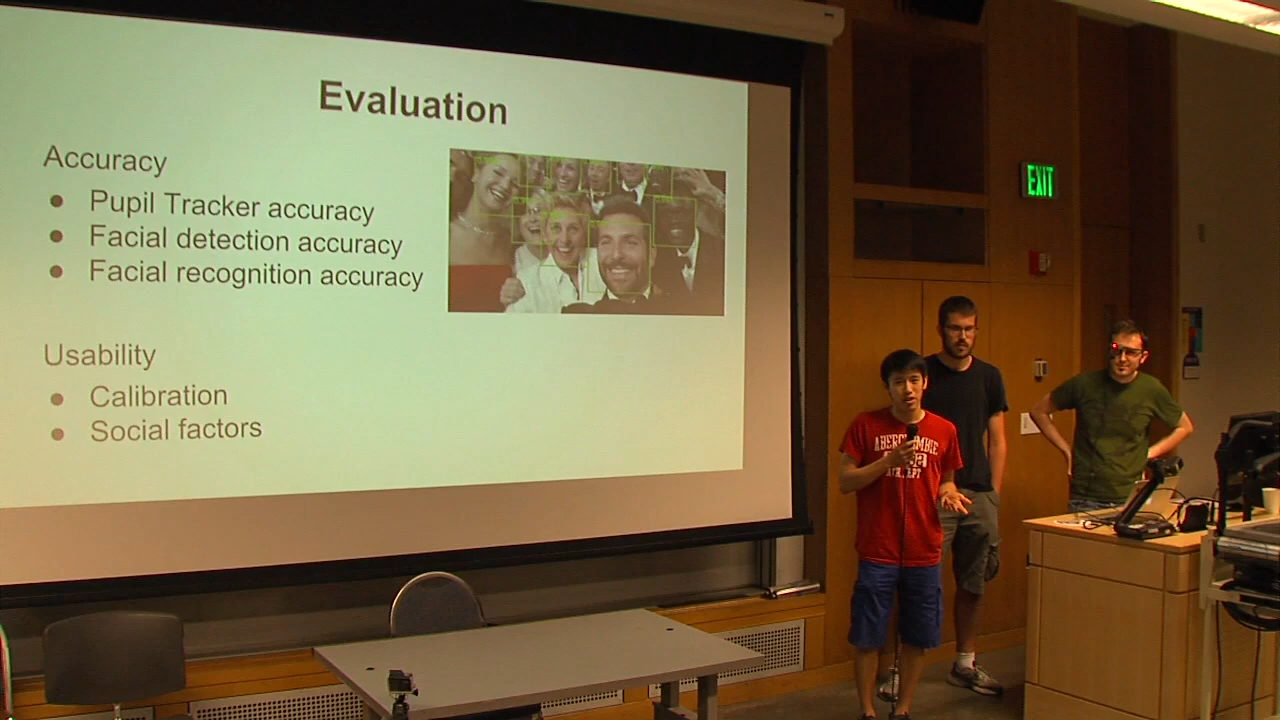 Evaluation
Accuracy
● Pupil Tracker accuracy
● Facial detection accuracy
● Facial recognition accuracy
Usability
● Calibration
● Social factors
EXIT
ABERCROMBIE